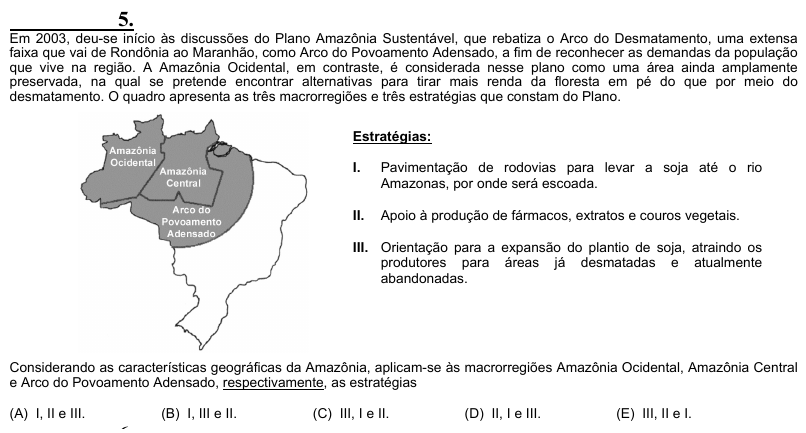 5.
Em 2003, deu-se início às discussões do Plano Amazônia Sustentável, que rebatiza o Arco do Desmatamento, uma extensa
faixa que vai de Rondônia ao Maranhão, como Arco do Povoamento Adensado, a fim de reconhecer as demandas da população
que vive na região. A Amazônia Ocidental, em contraste, é considerada nesse plano como uma área ainda amplamente
preservada, na qual se pretende encontrar alternativas para tirar mais renda da floresta em pé do que por meio do
desmatamento. O quadro apresenta as três macrorregiões e três estratégias que constam do Plano.
Amazônia
Ocidental
Amazônia
Central
Arco do
Povoamento
Adensado
Estratégias:
I. Pavimentação de rodovias para levar a soja até o rio
Amazonas, por onde será escoada.
II. Apoio à produção de fármacos, extratos e couros vegetais.
III. Orientação para a expansão do plantio de soja, atraindo os
produtores para áreas já desmatadas e atualmente
abandonadas.
Considerando as características geográficas da Amazônia, aplicam-se às macrorregiões Amazônia Ocidental, Amazônia Central
e Arco do Povoamento Adensado, respectivamente, as estratégias
(A) I, II e III. (B) I, III e II. (C) III, I e II. (D) II, I e III. (E) III, II e I.